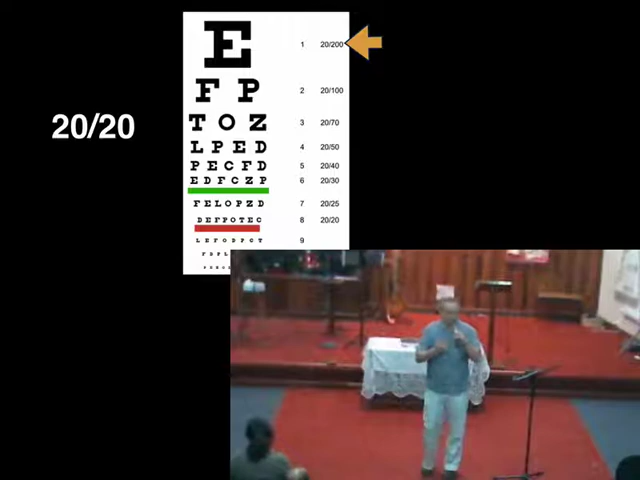 20/20
E 1 20/200
F P 2 20/100
T O Z 3 20/70
L P E D 4 20/50
P E C F D 5 20/40
E D F C Z P 6 20/30
F E L O P Z D 7 20/25
D E F P O T E C 8 20/20
L E F O D P C T 9